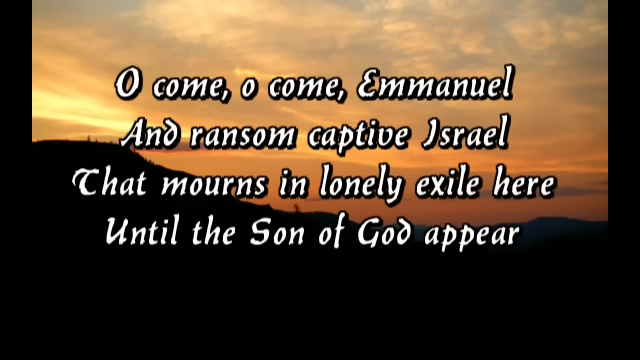 O come, o come, Emmanuel
And ransom captive Israel
That mourns in lonely exile here
Until the Son of God appear